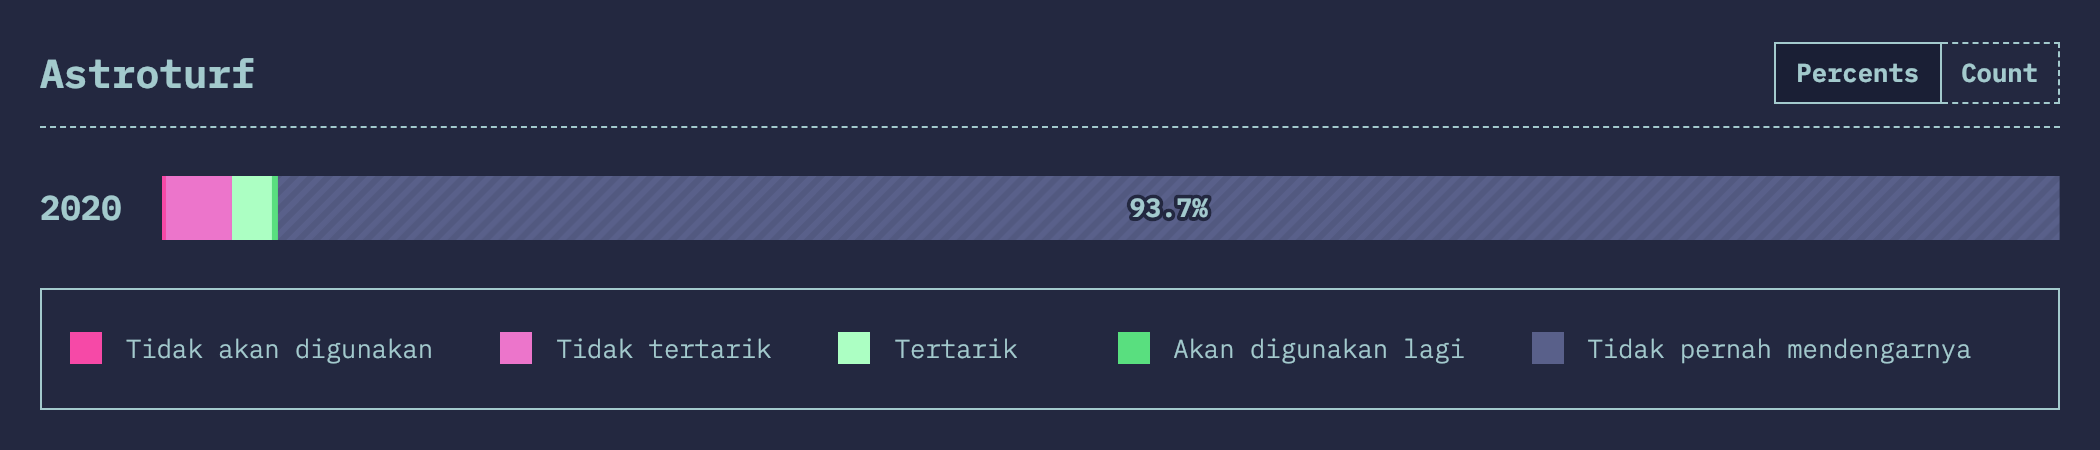 Astroturf
Percents Count
2020 93.7%
Tidak akan digunakan Tidak tertarik Tertarik Akan digunakan lagi Tidak pernah mendengarnya